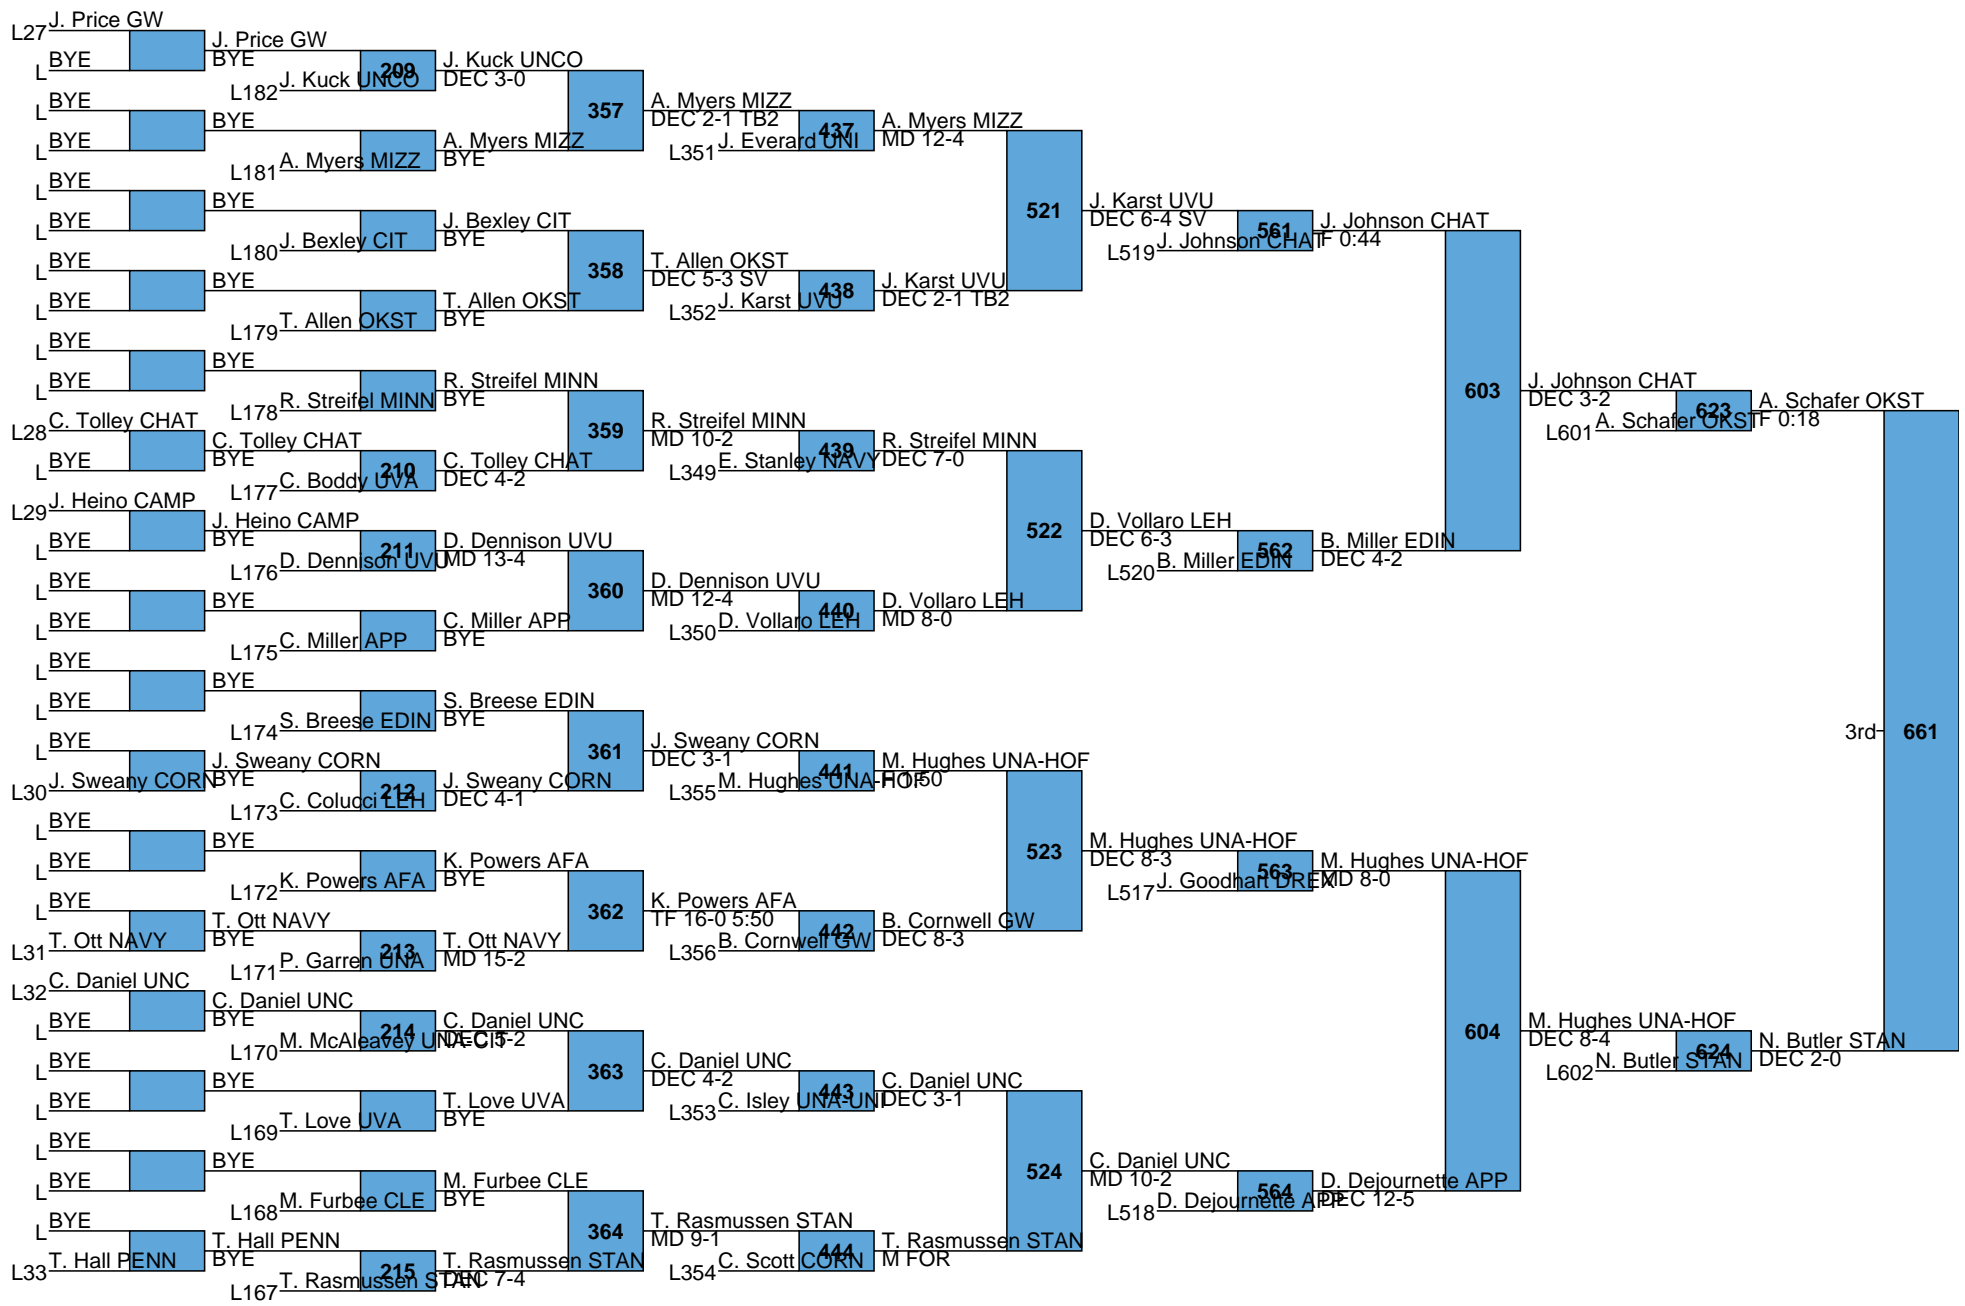 J. Price GW
L27
BYE
L
J. Price GW
BYE
209
L182
J. Kuck UNCO
J. Kuck UNCO
DEC 3-0
357
BYE
L
BYE
L
BYE
L181
A. Myers MIZZ
A. Myers MIZZ
BYE
A. Myers MIZZ
DEC 2-1 TB2
437
L351
J. Everard UNI
A. Myers MIZZ
MD 12-4
521
BYE
L
BYE
L
BYE
L180
J. Bexley CIT
J. Bexley CIT
BYE
358
BYE
L
BYE
L
BYE
L179
T. Allen OKST
T. Allen OKST
BYE
T. Allen OKST
DEC 5-3 SV
438
L352
J. Karst UVU
J. Karst UVU
DEC 2-1 TB2
J. Karst UVU
DEC 6-4 SV
561
L519
J. Johnson CHAT
J. Johnson CHAT
F 0:44
603
BYE
L
BYE
L
BYE
L178
R. Streifel MINN
R. Streifel MINN
BYE
359
C. Tolley CHAT
L28
BYE
L
C. Tolley CHAT
BYE
210
L177
C. Boddy UVA
C. Tolley CHAT
DEC 4-2
R. Streifel MINN
MD 10-2
439
L349
E. Stanley NAVY
R. Streifel MINN
DEC 7-0
522
J. Heino CAMP
L29
BYE
L
J. Heino CAMP
BYE
211
L176
D. Dennison UVU
D. Dennison UVU
MD 13-4
360
BYE
L
BYE
L
BYE
L175
C. Miller APP
C. Miller APP
BYE
D. Dennison UVU
MD 12-4
440
L350
D. Vollaro LEH
D. Vollaro LEH
MD 8-0
D. Vollaro LEH
DEC 6-3
562
L520
B. Miller EDIN
B. Miller EDIN
DEC 4-2
J. Johnson CHAT
DEC 3-2
623
L601
A. Schafer OKST
A. Schafer OKST
F 0:18
3rd
661
BYE
L
BYE
L
BYE
L174
S. Breese EDIN
S. Breese EDIN
BYE
361
BYE
L
J. Sweany CORN
L30
J. Sweany CORN
BYE
212
L173
C. Colucci LEH
J. Sweany CORN
DEC 4-1
J. Sweany CORN
DEC 3-1
441
L355
M. Hughes UNA-HOF
M. Hughes UNA-HOF
F 1:50
523
BYE
L
BYE
L
BYE
L172
K. Powers AFA
K. Powers AFA
BYE
362
BYE
L
T. Ott NAVY
L31
T. Ott NAVY
BYE
213
L171
P. Garren UNA
T. Ott NAVY
MD 15-2
K. Powers AFA
TF 16-0 5:50
442
L356
B. Cornwell GW
B. Cornwell GW
DEC 8-3
M. Hughes UNA-HOF
DEC 8-3
563
L517
J. Goodhart DREX
M. Hughes UNA-HOF
MD 8-0
604
C. Daniel UNC
L32
BYE
L
C. Daniel UNC
BYE
214
L170
M. McAleavey UNA-CIT
C. Daniel UNC
DEC 5-2
363
BYE
L
BYE
L
BYE
L169
T. Love UVA
T. Love UVA
BYE
C. Daniel UNC
DEC 4-2
443
L353
C. Isley UNA-UNI
C. Daniel UNC
DEC 3-1
524
BYE
L
BYE
L
BYE
L168
M. Furbee CLE
M. Furbee CLE
BYE
364
BYE
L
T. Hall PENN
L33
T. Hall PENN
BYE
215
L167
T. Rasmussen STAN
T. Rasmussen STAN
DEC 7-4
T. Rasmussen STAN
MD 9-1
444
L354
C. Scott CORN
T. Rasmussen STAN
M FOR
C. Daniel UNC
MD 10-2
564
L518
D. Dejournette APP
D. Dejournette APP
DEC 12-5
M. Hughes UNA-HOF
DEC 8-4
624
L602
N. Butler STAN
N. Butler STAN
DEC 2-0